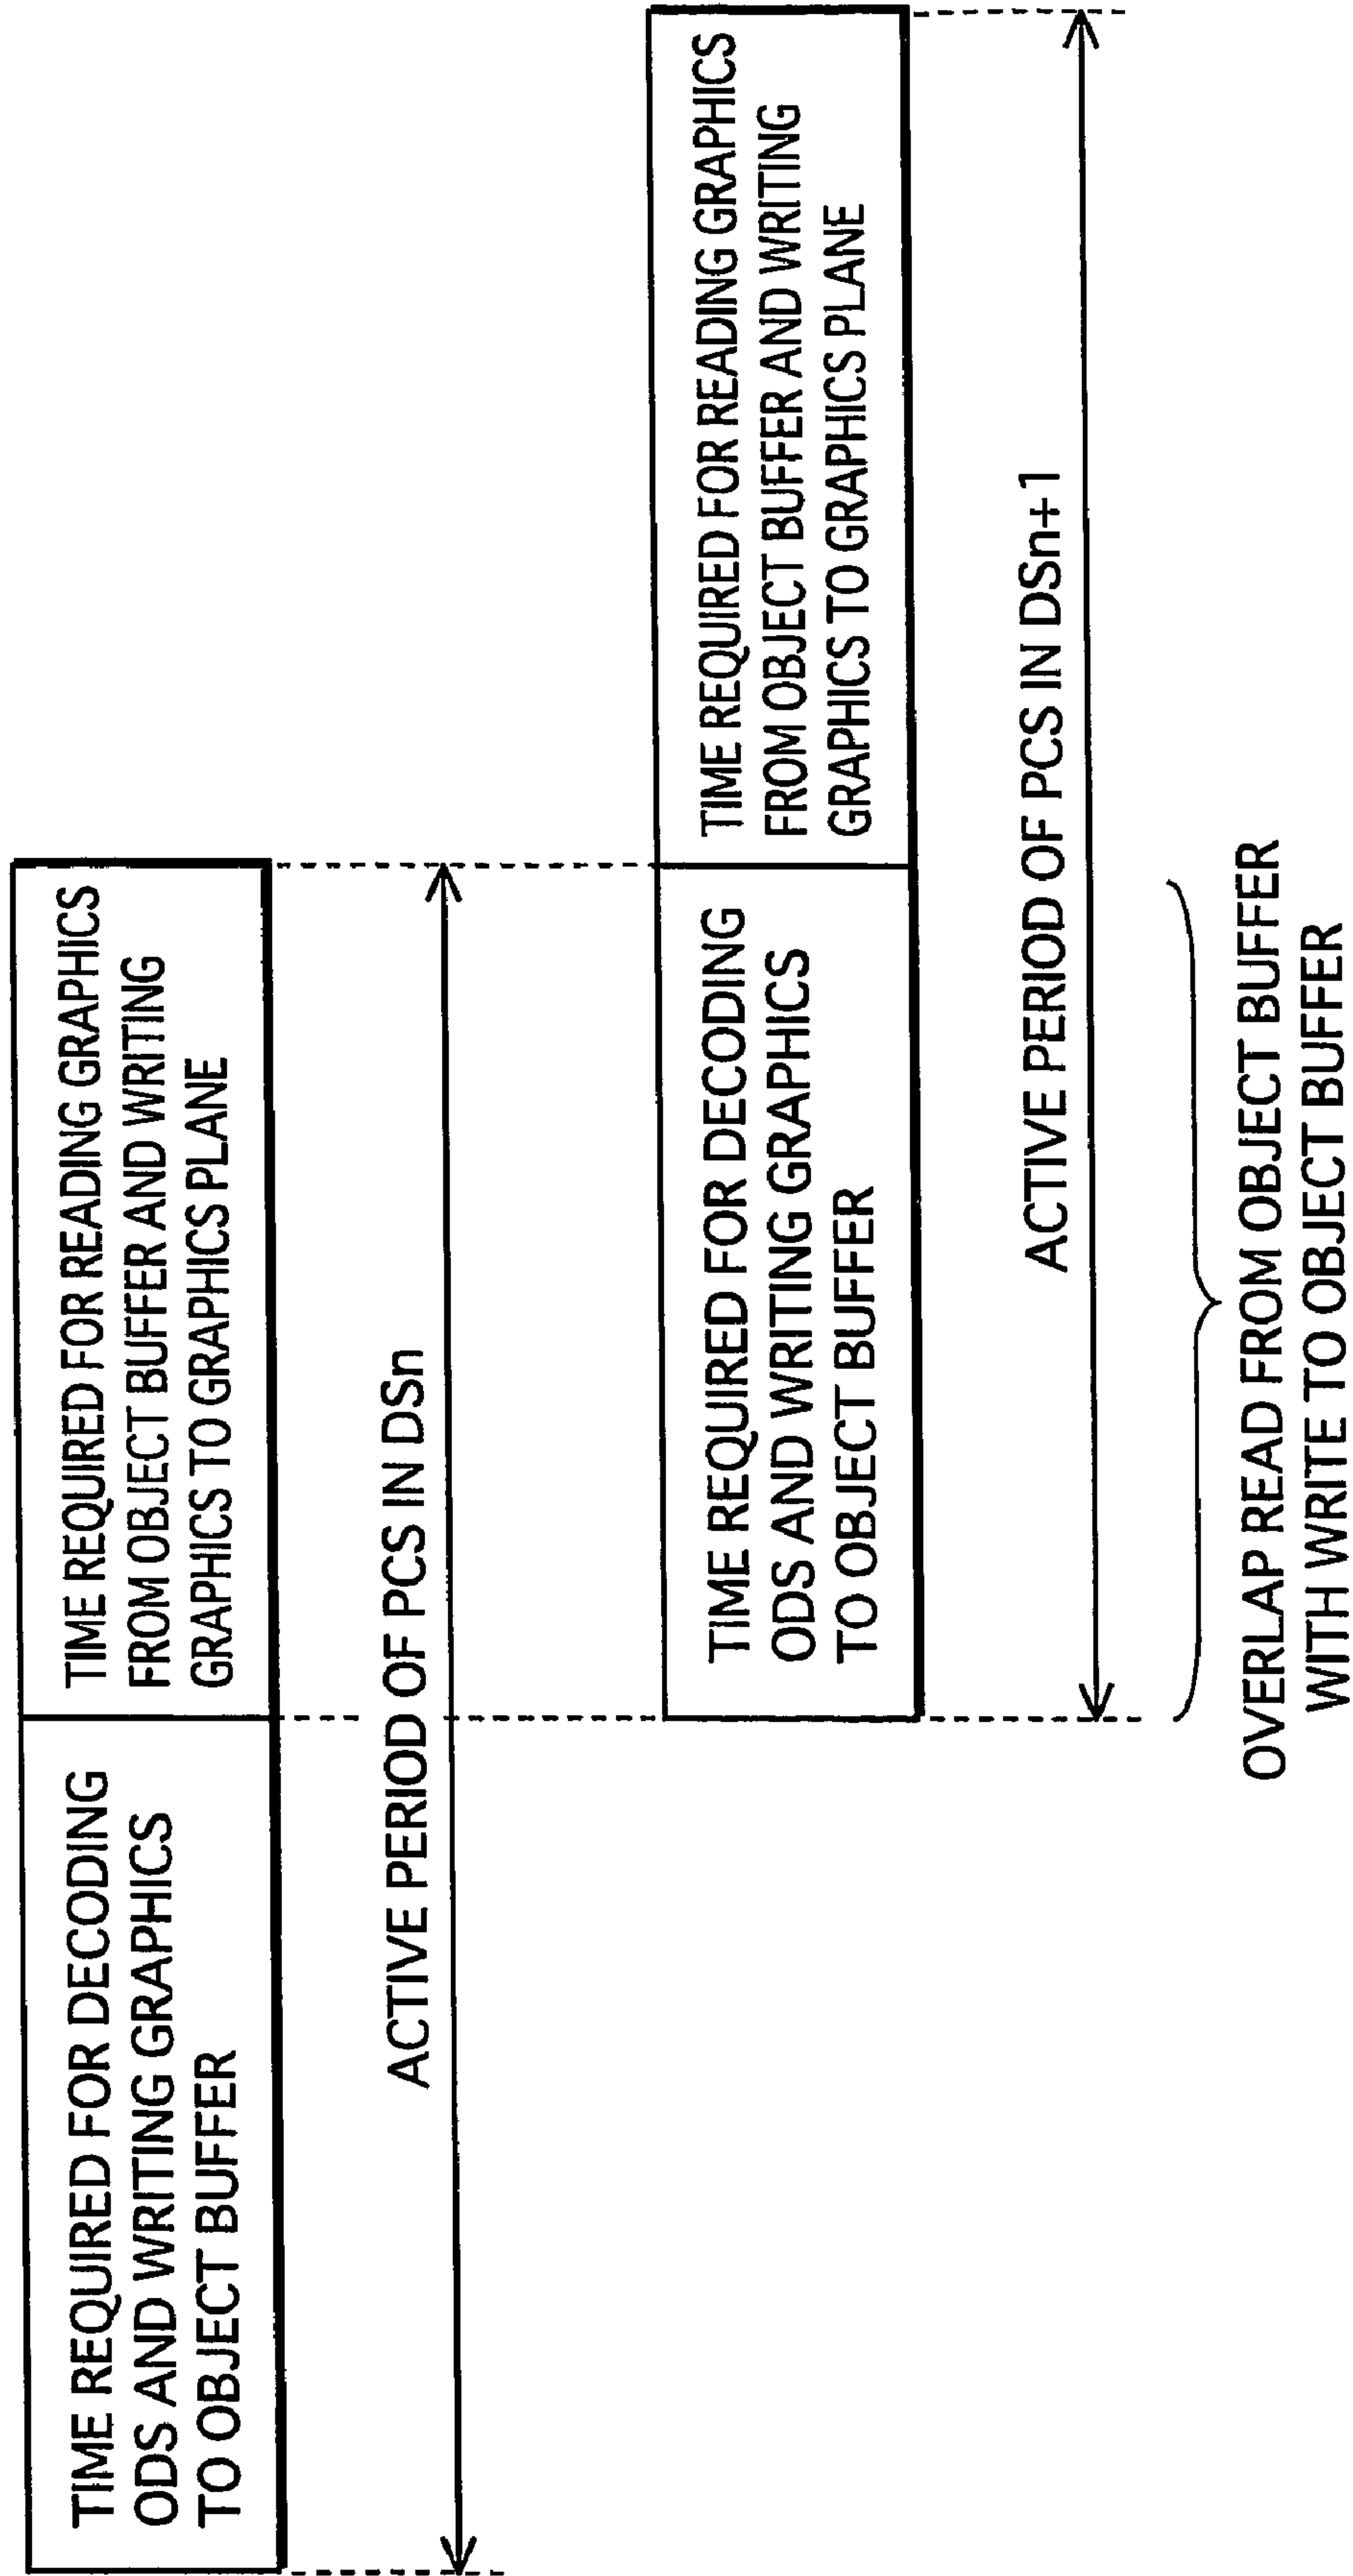 TIME REQUIRED FOR DECODING
ODS AND WRITING GRAPHICS
TO OBJECT BUFFER
TIME REQUIRED FOR READING GRAPHICS
FROM OBJECT BUFFER AND WRITING
GRAPHICS TO GRAPHICS PLANE
ACTIVE PERIOD OF PCS IN DSn
TIME REQUIRED FOR DECODING
ODS AND WRITING GRAPHICS
TO OBJECT BUFFER
TIME REQUIRED FOR READING GRAPHICS
FROM OBJECT BUFFER AND WRITING
GRAPHICS TO GRAPHICS PLANE
ACTIVE PERIOD OF PCS IN DSn+1
OVERLAP READ FROM OBJECT BUFFER
WITH WRITE TO OBJECT BUFFER